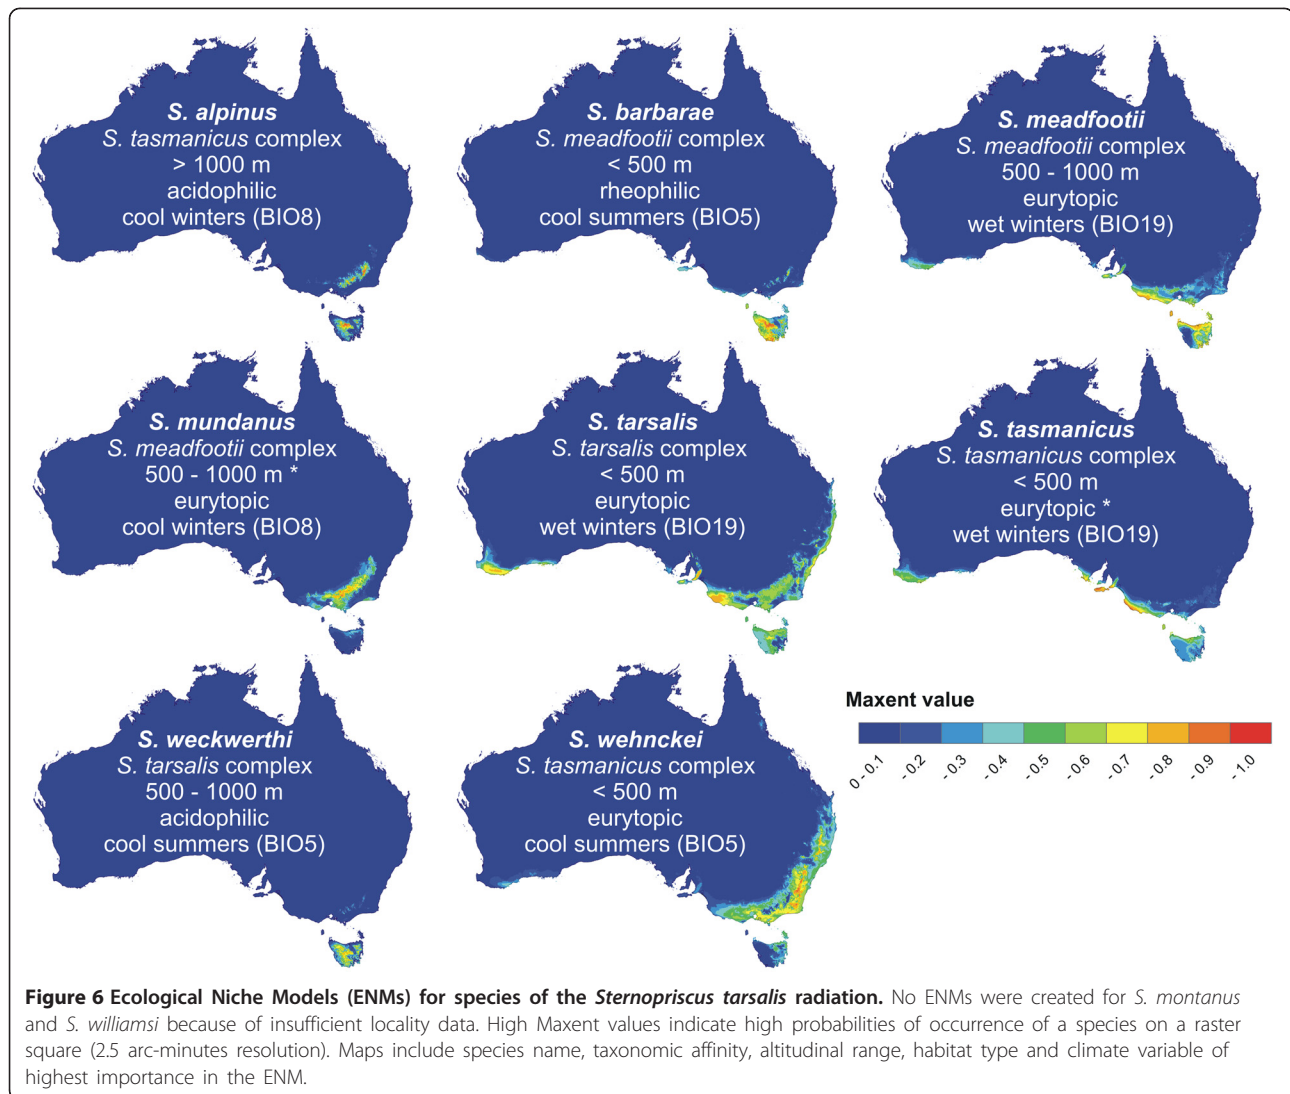 S. alpinus
S. tasmanicus complex
> 1000 m
acidophilic
cool winters (BIO8)
S. barbarae
S. meadfootii complex
< 500 m
rheophilic
cool summers (BIO5)
S. meadfootii
S. meadfootii complex
500 - 1000 m
eurytopic
wet winters (BIO19)
S. mundanus
S. meadfootii complex
500 - 1000 m *
eurytopic
cool winters (BIO8)
S. tarsalis
S. tarsalis complex
< 500 m
eurytopic
wet winters (BIO19)
S. tasmanicus
S. tasmanicus complex
< 500 m
eurytopic *
wet winters (BIO19)
S. weckwerthi
S. tarsalis complex
500 - 1000 m
acidophilic
cool summers (BIO5)
S. wehnckei
S. tasmanicus complex
< 500 m
eurytopic
cool summers (BIO5)
Maxent value
0 - 0.1 - 0.2 - 0.3 - 0.4 - 0.5 - 0.6 - 0.7 - 0.8 - 0.9 - 1.0
Figure 6 Ecological Niche Models (ENMs) for species of the Sternopriscus tarsalis radiation. No ENMs were created for S. montanus
and S. williamsi because of insufficient locality data. High Maxent values indicate high probabilities of occurrence of a species on a raster
square (2.5 arc-minutes resolution). Maps include species name, taxonomic affinity, altitudinal range, habitat type and climate variable of
highest importance in the ENM.